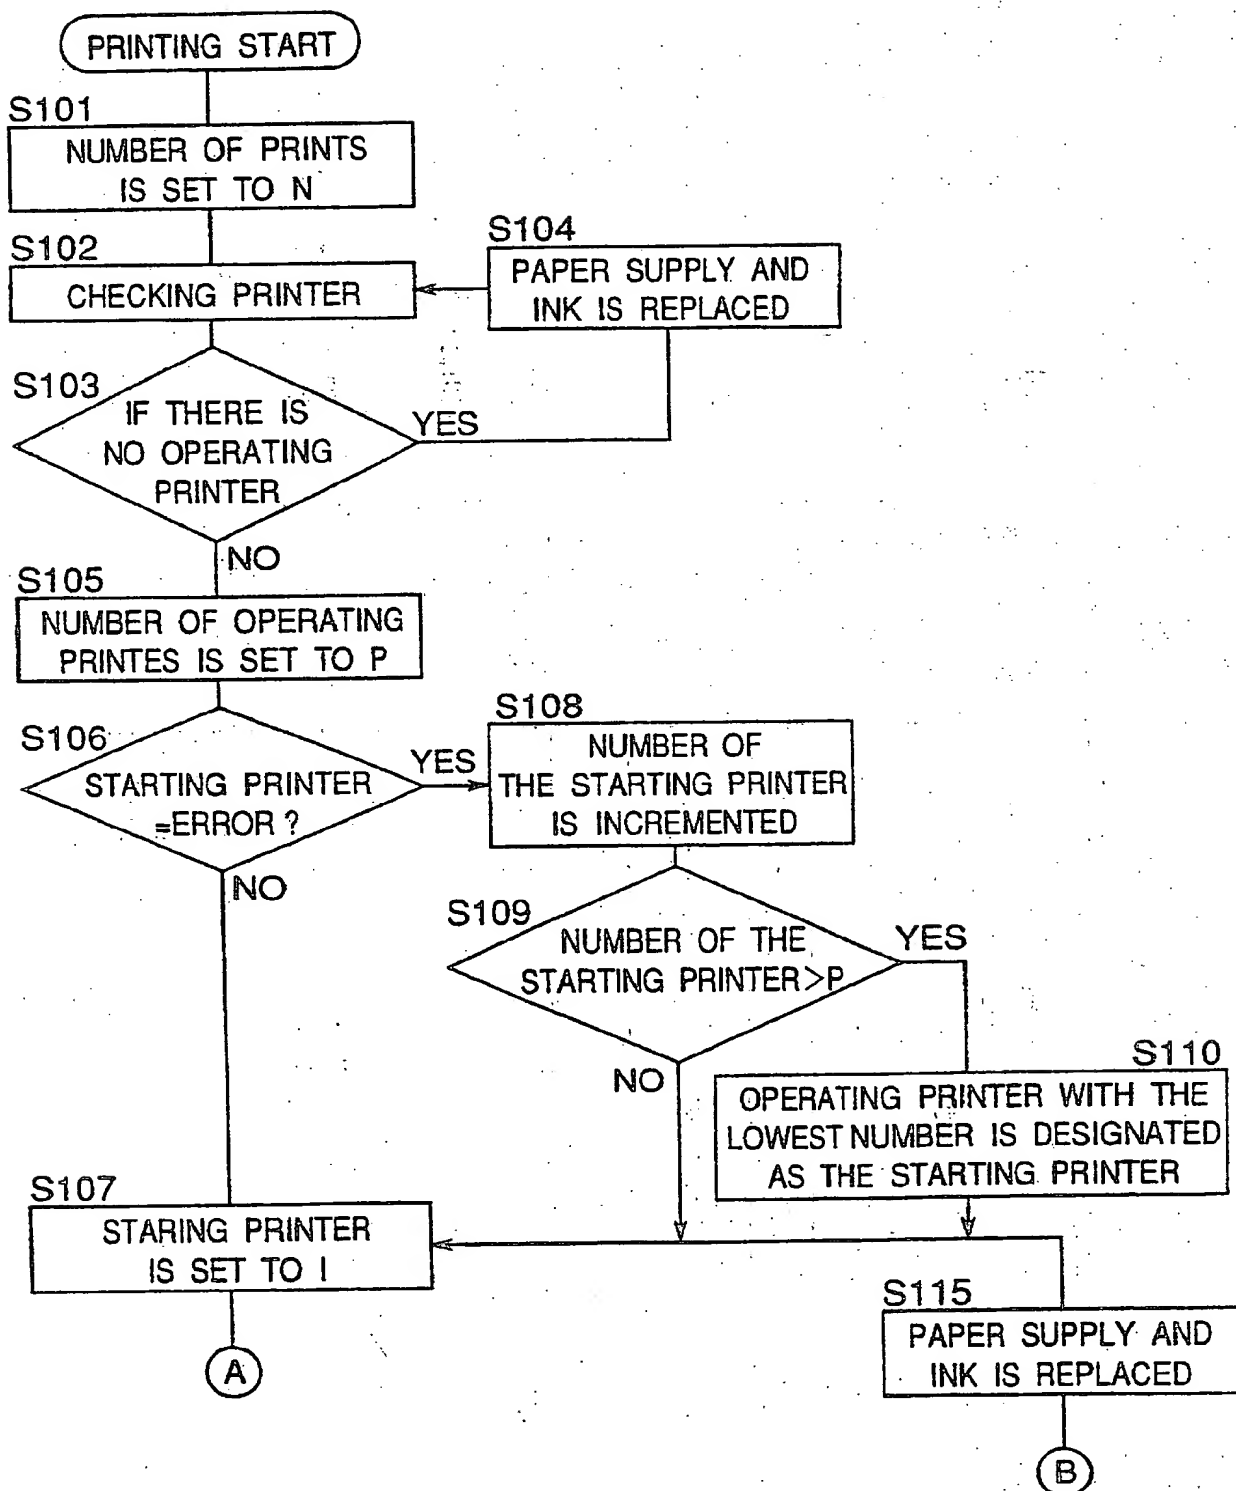 PRINTING START
S101
NUMBER OF PRINTS
IS SET TO N
S102
CHECKING PRINTER
S104
PAPER SUPPLY AND
INK IS REPLACED
S103
IF THERE IS
NO OPERATING
PRINTER
YES
NO
S105
NUMBER OF OPERATING
PRINTES IS SET TO P
S106
STARTING PRINTER
=ERROR ?
YES
NO
S108
NUMBER OF
THE STARTING PRINTER
IS INCREMENTED
S109
NUMBER OF THE
STARTING PRINTER>P
YES
NO
S110
OPERATING PRINTER WITH THE
LOWEST NUMBER IS DESIGNATED
AS THE STARTING PRINTER
S107
STARING PRINTER
IS SET TO I
A
S115
PAPER SUPPLY AND
INK IS REPLACED
B